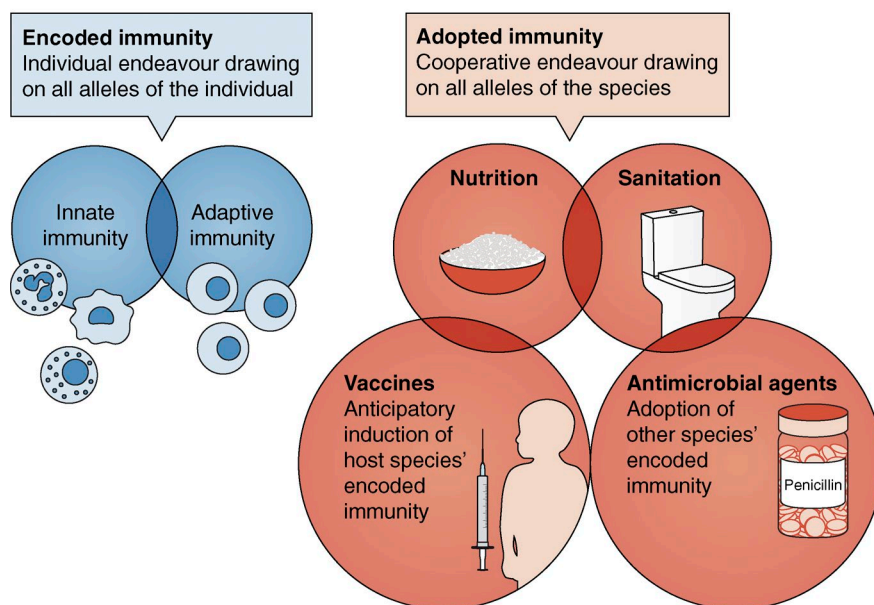 Encoded immunity
Individual endeavour drawing
on all alleles of the individual
Adopted immunity
Cooperative endeavour drawing
on all alleles of the species
Innate
immunity
Adaptive
immunity
Nutrition
Sanitation
Vaccines
Anticipatory
induction of
host species’
encoded
immunity
Antimicrobial agents
Adoption of
other species’
encoded
immunity
Penicillin